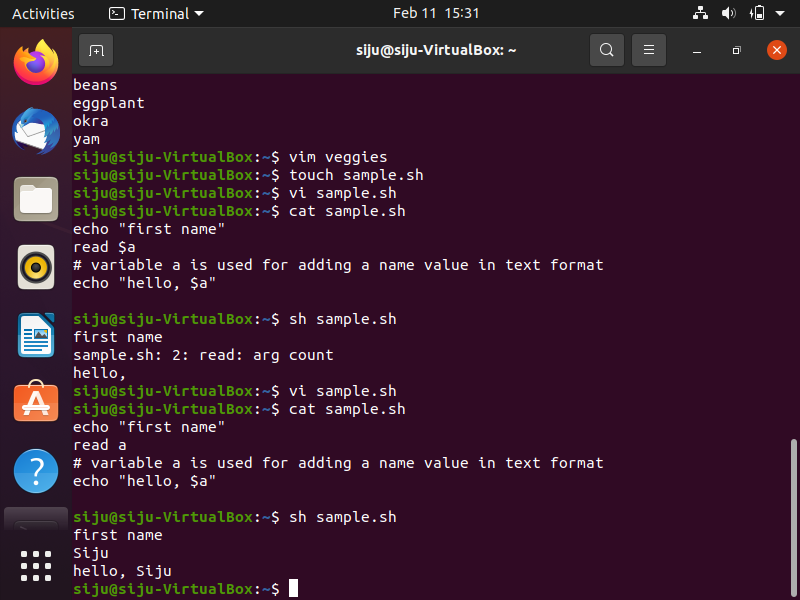 Activities Terminal Feb 11 15:31
siju@siju-VirtualBox: ~
beans
eggplant
okra
yam
siju@siju-VirtualBox:~$ vim veggies
siju@siju-VirtualBox:~$ touch sample.sh
siju@siju-VirtualBox:~$ vi sample.sh
siju@siju-VirtualBox:~$ cat sample.sh
echo "first name"
read $a
# variable a is used for adding a name value in text format
echo "hello, $a"
siju@siju-VirtualBox:~$ sh sample.sh
first name
sample.sh: 2: read: arg count
hello,
siju@siju-VirtualBox:~$ vi sample.sh
siju@siju-VirtualBox:~$ cat sample.sh
echo "first name"
read a
# variable a is used for adding a name value in text format
echo "hello, $a"
siju@siju-VirtualBox:~$ sh sample.sh
first name
Siju
hello, Siju
siju@siju-VirtualBox:~$